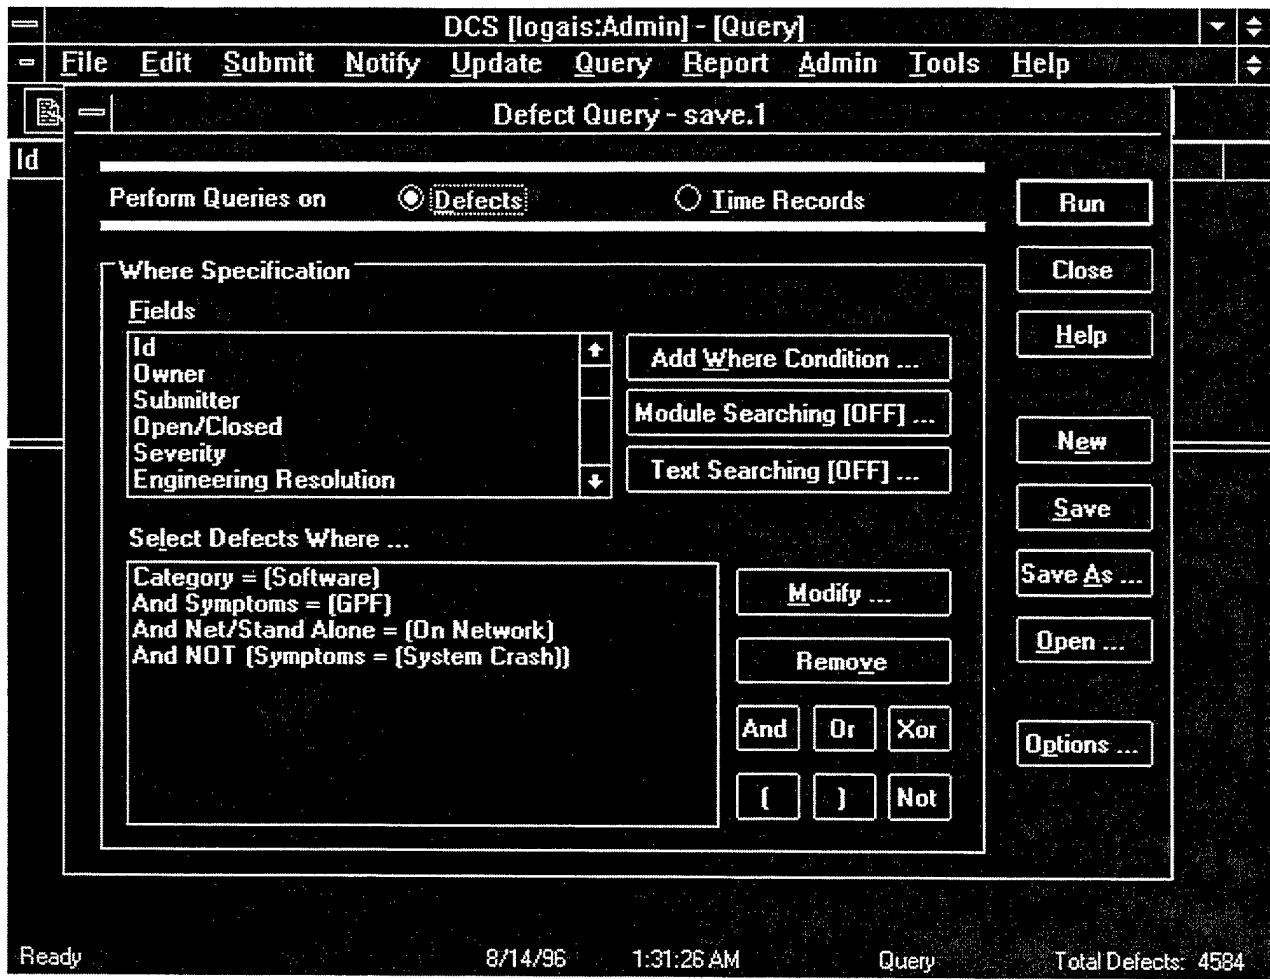 DCS [logais:Admin] - [Query]
File Edit Submit Notify Update Query Report Admin Tools Help
Defect Query - save.1
Id
Perform Queries on Defects Time Records
Run
Where Specification
Close
Fields
Help
Id
Owner
Submitter
Open/Closed
Severity
Engineering Resolution
Add Where Condition ...
Module Searching [OFF] ...
Text Searching [OFF] ...
New
Save
Select Defects Where ...
Category = (Software)
And Symptoms = (GPF)
And Net/Stand Alone = (On Network)
And NOT (Symptoms = (System Crash))
Modify ...
Remove
And Or Xor
( ) Not
Save As ...
Open ...
Options ...
Ready 8/14/96 1:31:26 AM Query Total Defects: 4584